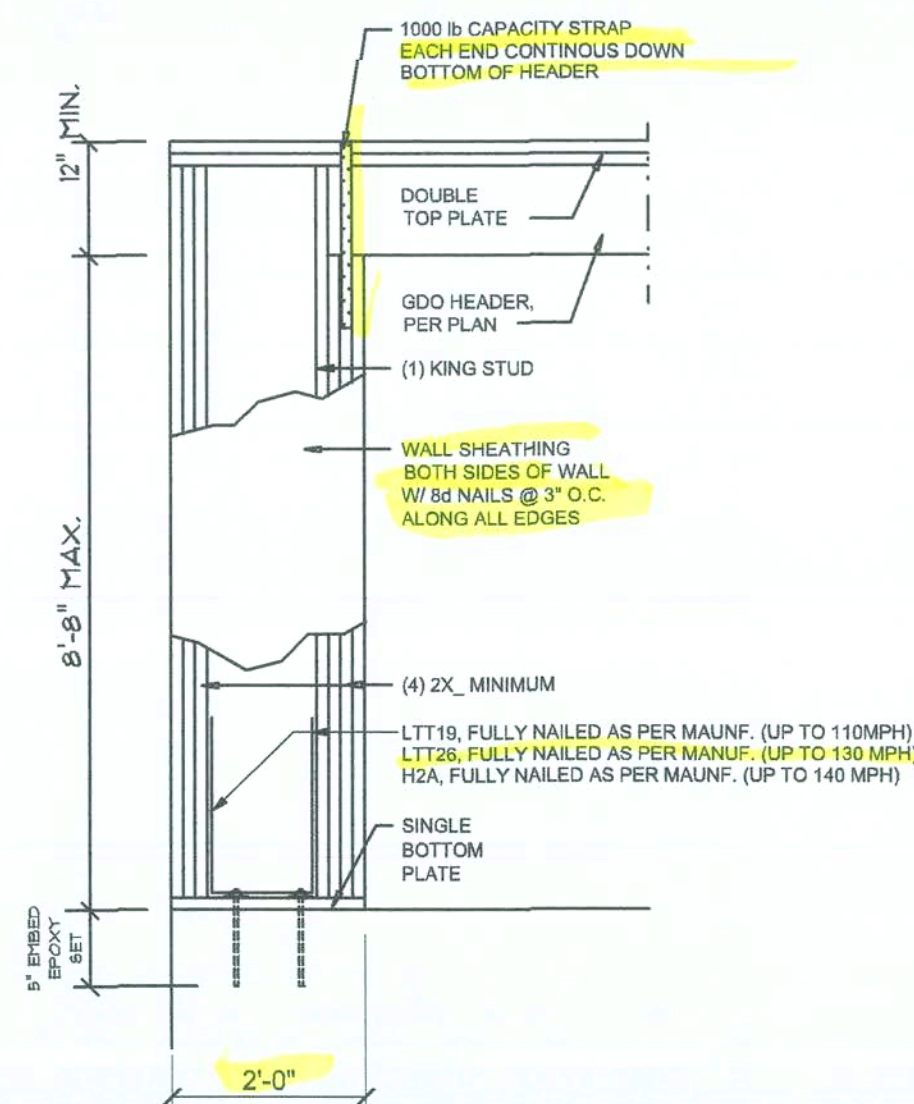 1000 lb CAPACITY STRAP
EACH END CONTINOUS DOWN
BOTTOM OF HEADER
12" MIN.
DOUBLE
TOP PLATE
GDO HEADER,
PER PLAN
(1) KING STUD
WALL SHEATHING
BOTH SIDES OF WALL
W/ 8d NAILS @ 3" O.C.
ALONG ALL EDGES
8'-8" MAX.
(4) 2X_ MINIMUM
LTT19, FULLY NAILED AS PER MAUNF. (UP TO 110MPH)
LTT26, FULLY NAILED AS PER MANUF. (UP TO 130 MPH)
H2A, FULLY NAILED AS PER MAUNF. (UP TO 140 MPH)
SINGLE
BOTTOM
PLATE
5" EMBED
EPOXY
SET
2'-0"